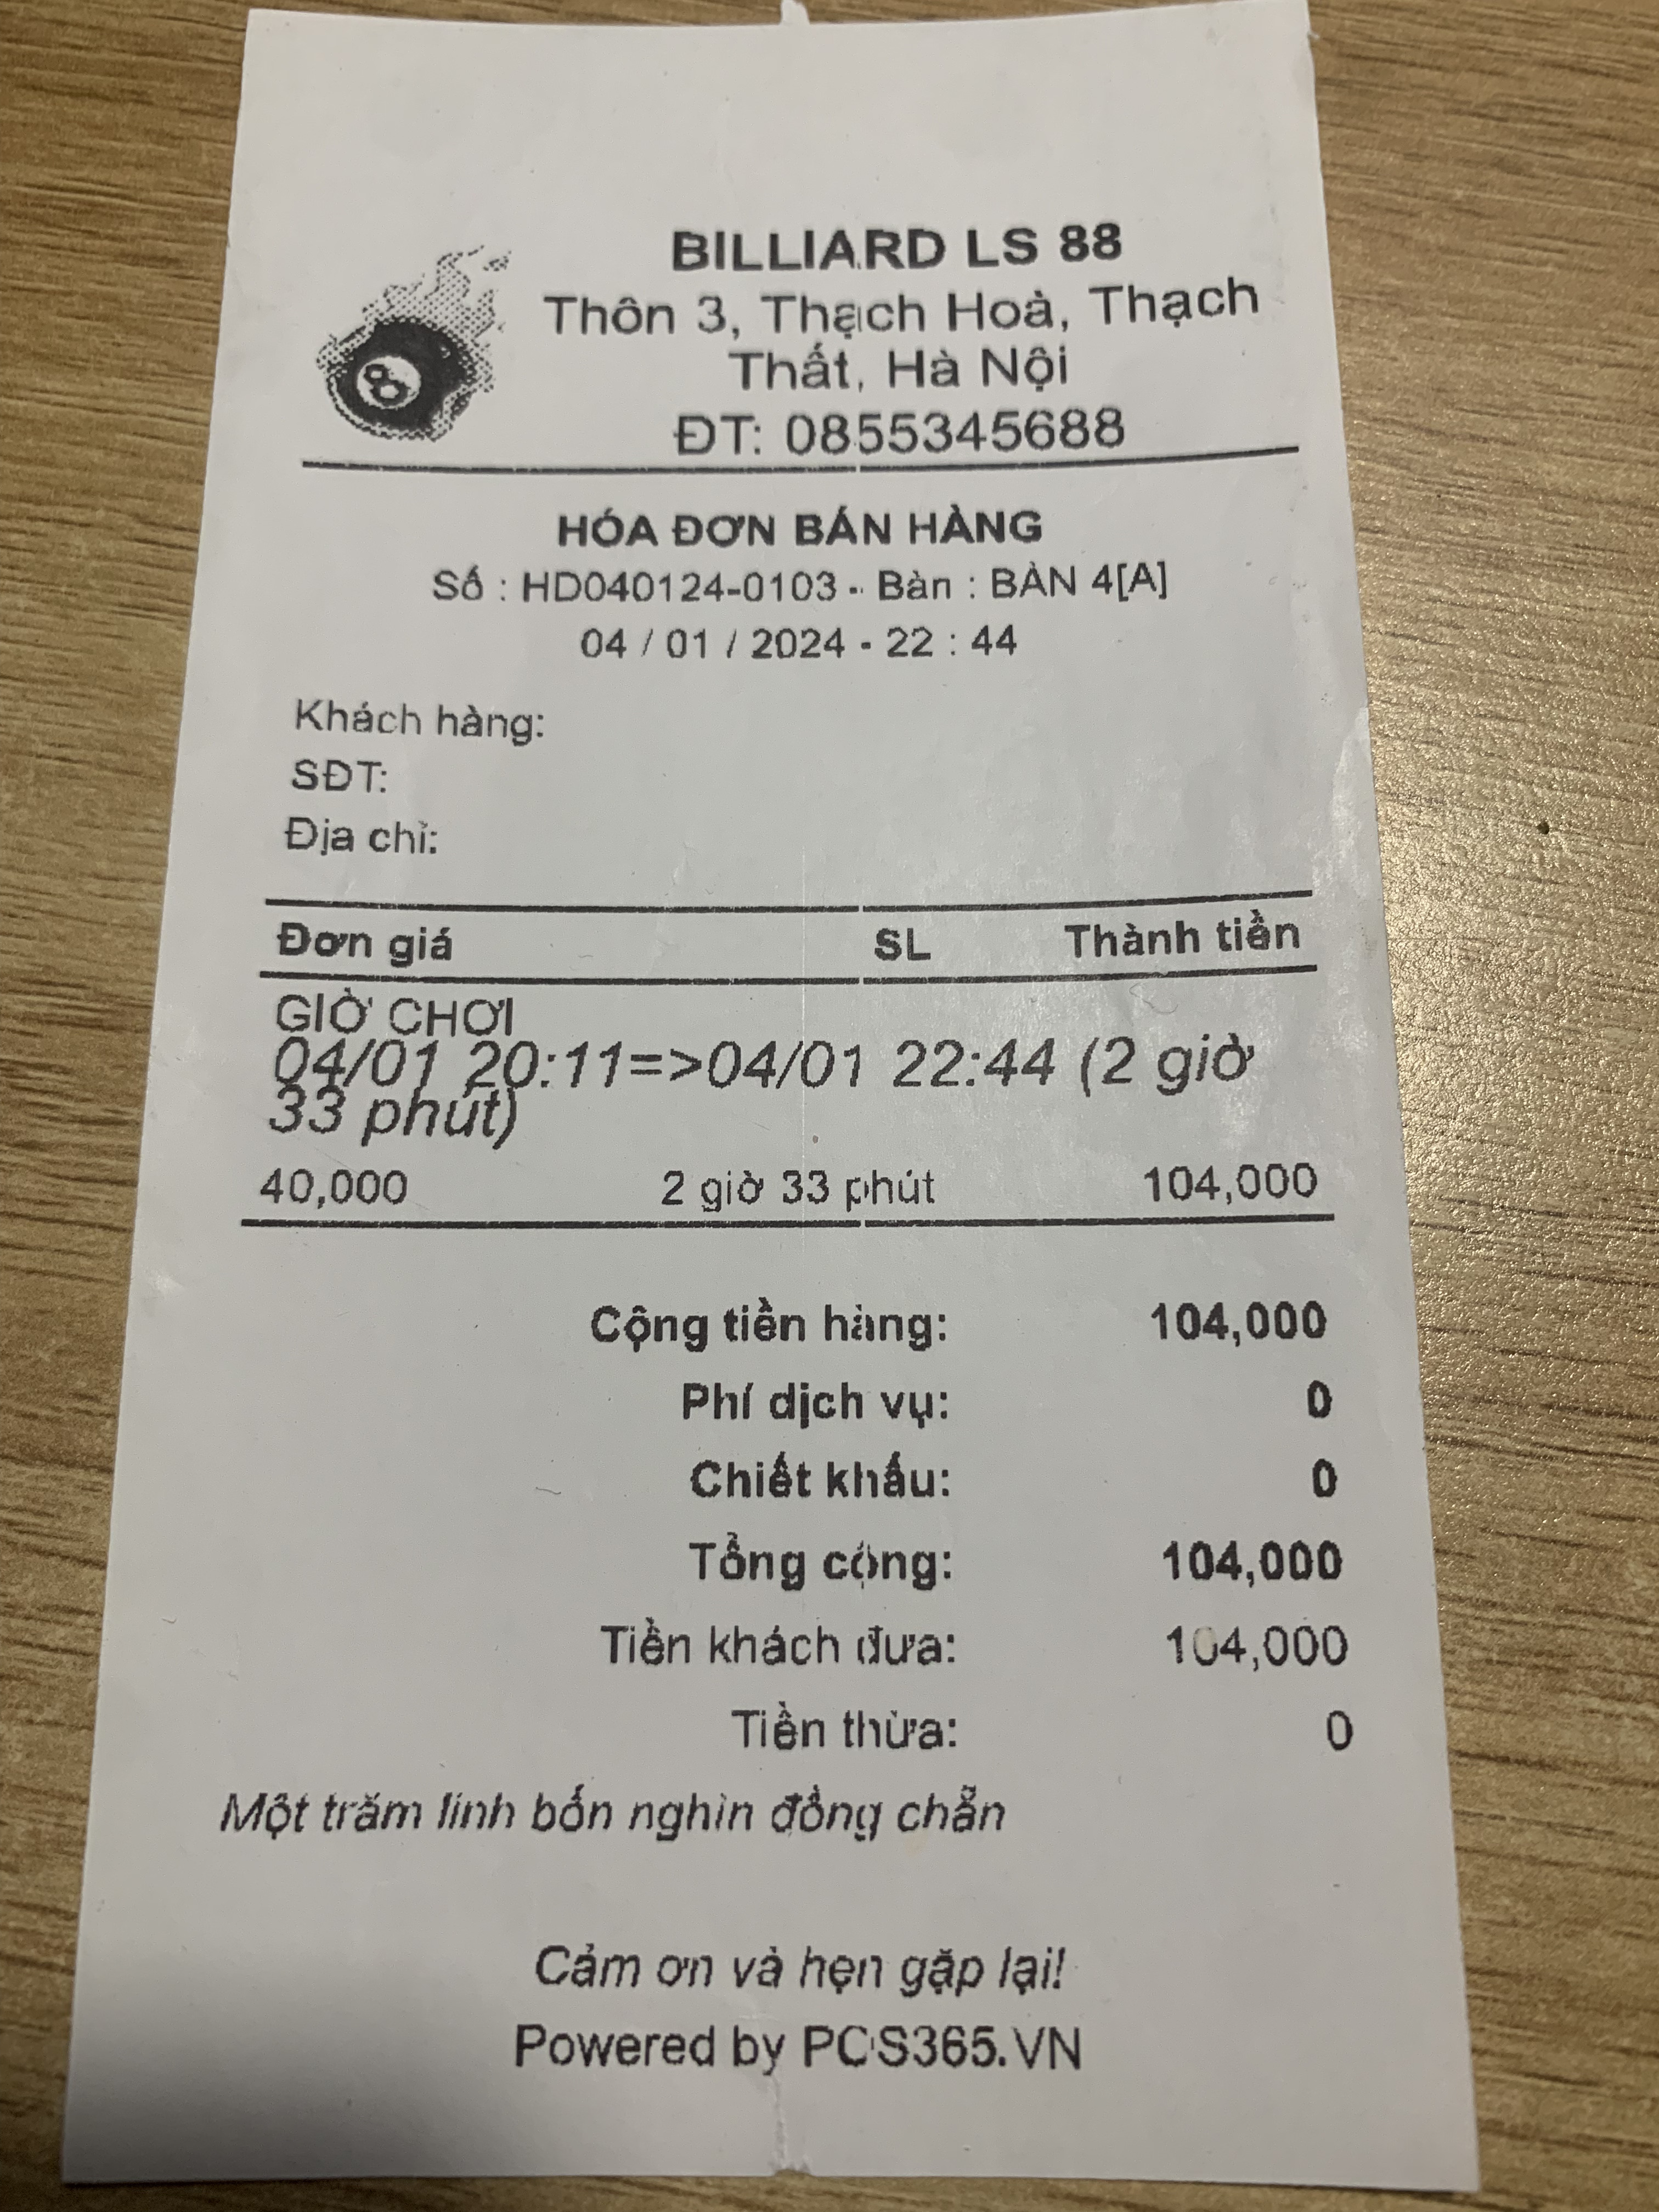 BILLIARD LS 88
Thôn 3, Thạch Hoà, Thạch
Thất, Hà Nội
ĐT: 0855345688
8
HÓA ĐƠN BÁN HÀNG
Số : HD040124-0103 - Bàn : BÀN 4[A]
04 / 01 / 2024 - 22 : 44
Khách hàng:
SĐT:
Địa chỉ:
Đơn giá SL Thành tiền
GIỜ CHƠI
04/01 20:11=>04/01 22:44 (2 giờ
33 phút)
40,000 2 giờ 33 phút 104,000
Cộng tiền hàng: 104,000
Phí dịch vụ: 0
Chiết khấu: 0
Tổng cộng: 104,000
Tiền khách đưa: 104,000
Tiền thừa: 0
Một trăm linh bốn nghìn đồng chẵn
Cảm ơn và hẹn gặp lại!
Powered by POS365.VN